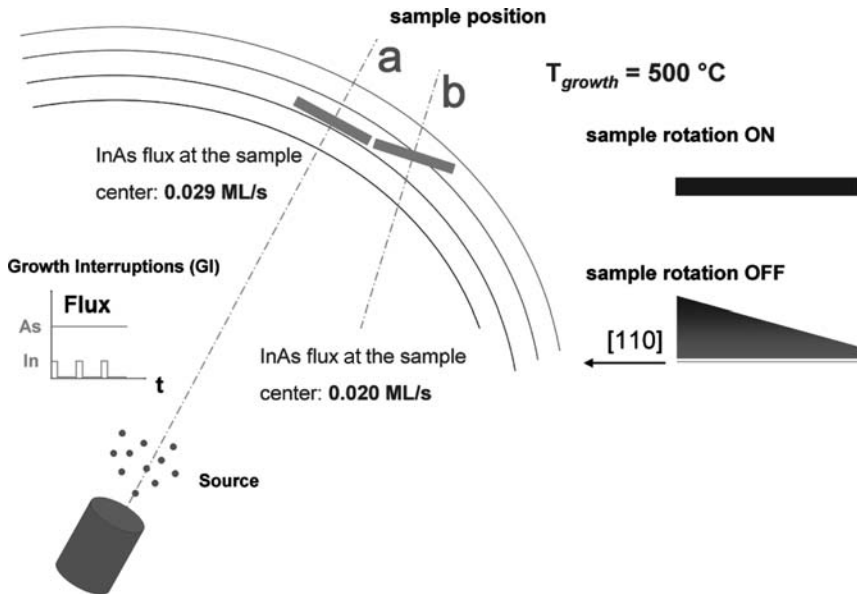 sample position
a
b
T growth = 500 °C
sample rotation ON
InAs flux at the sample
center: 0.029 ML/s
Growth Interruptions (GI)
Flux
As
In
t
sample rotation OFF
[110]
InAs flux at the sample
center: 0.020 ML/s
Source